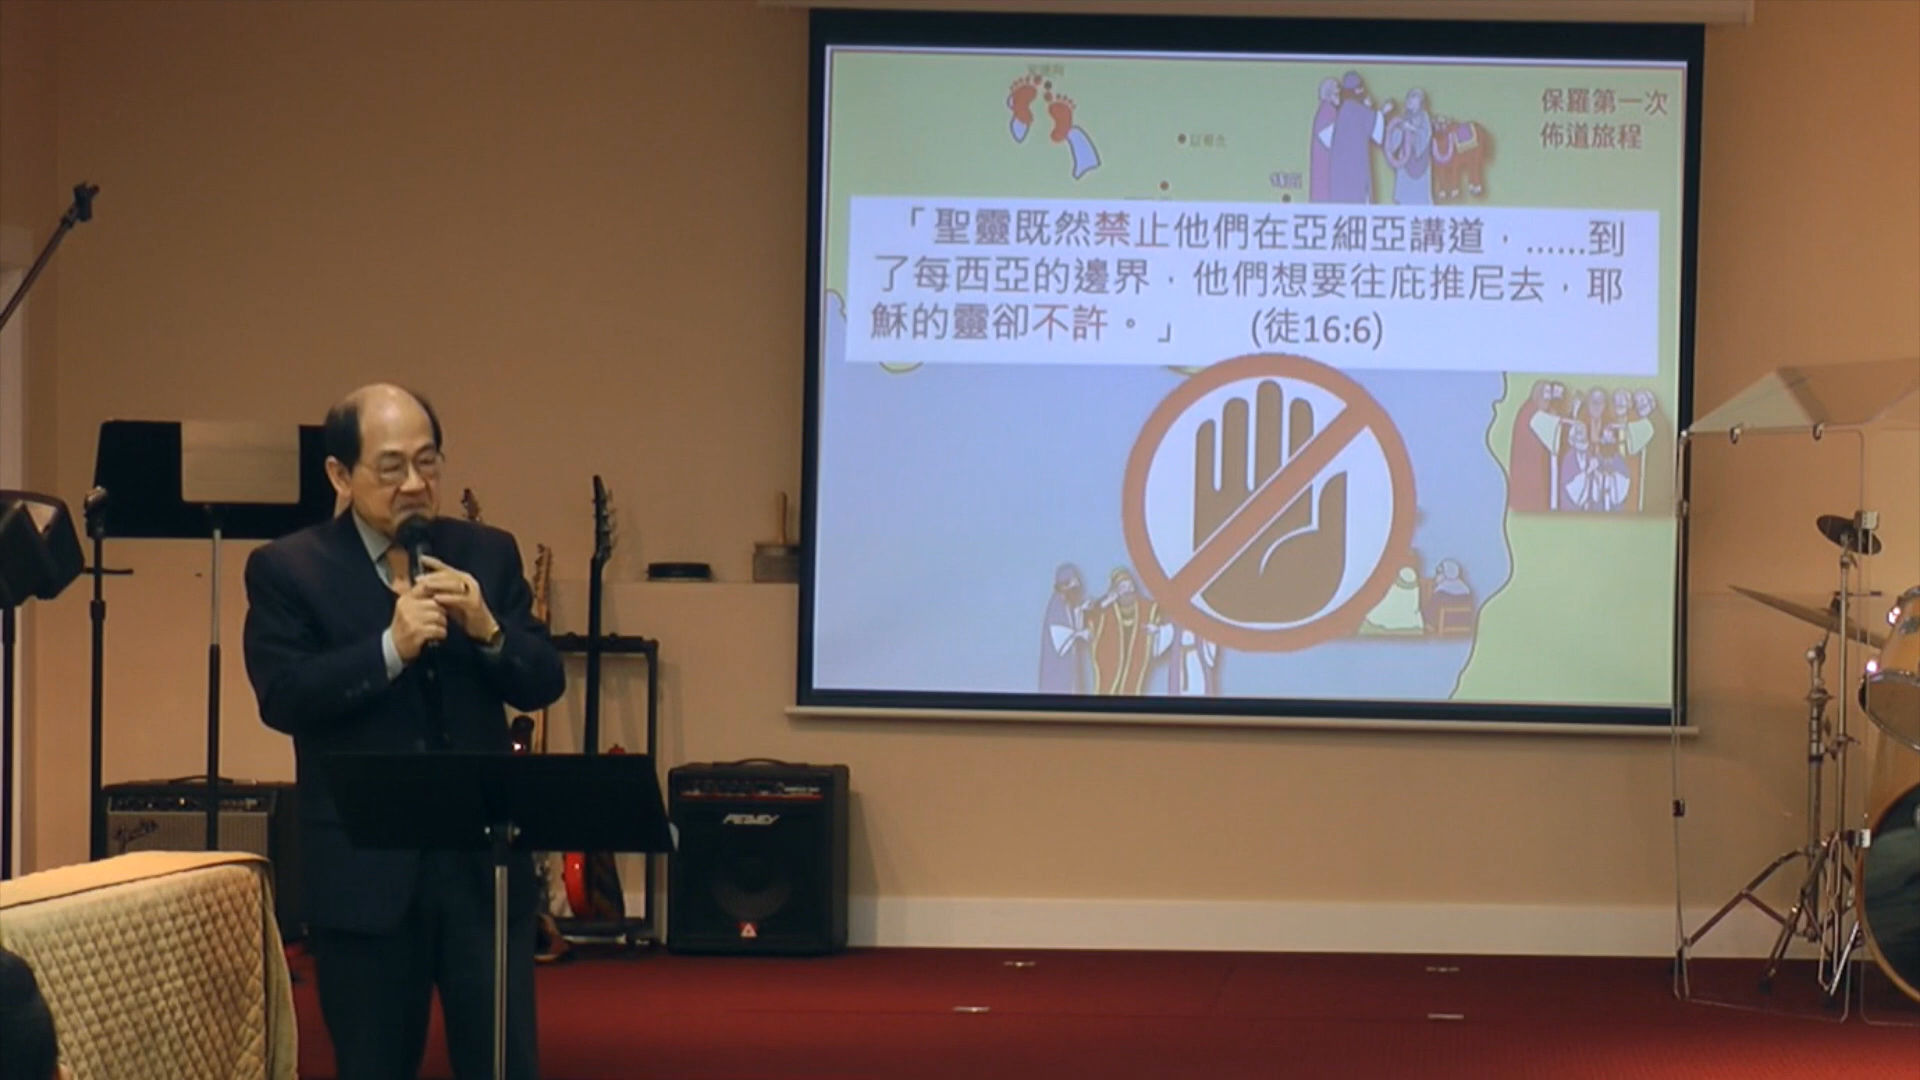 保羅第一次
佈道旅程
「聖靈既然禁止他們在亞細亞講道，……到
了每西亞的邊界，他們想要往庇推尼去，耶
穌的靈卻不許。」 (徒16:6)
PEAVEY
Fender